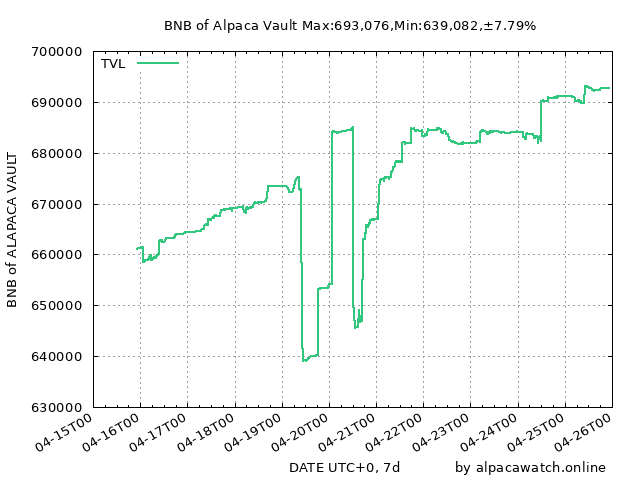 BNB of Alpaca Vault Max:693,076,Min:639,082,±7.79%
TVL
BNB of ALAPACA VAULT
700000
690000
680000
670000
660000
650000
640000
630000
04-15T00
04-16T00
04-17T00
04-18T00
04-19T00
04-20T00
04-21T00
04-22T00
04-23T00
04-24T00
04-25T00
04-26T00
DATE UTC+0, 7d
by alpacawatch.online